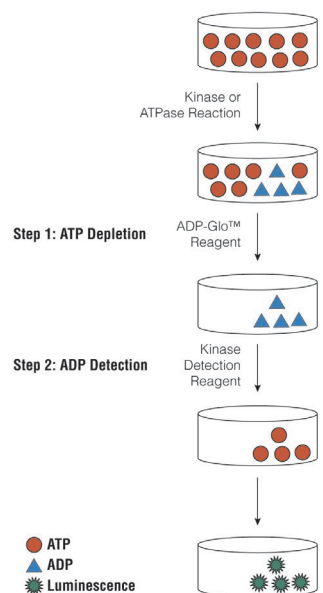 Kinase or
ATPase Reaction
Step 1: ATP Depletion
ADP-Glo™
Reagent
Step 2: ADP Detection
Kinase
Detection
Reagent
ATP
ADP
Luminescence